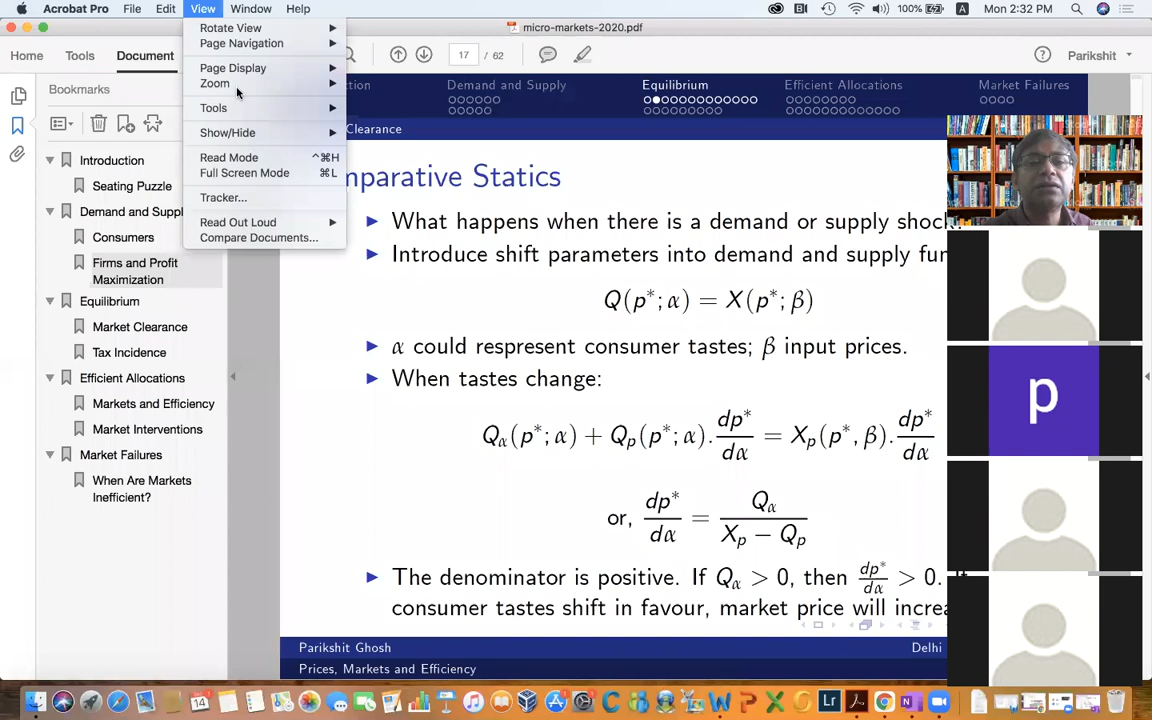 Acrobat Pro File Edit View Window Help
100% A Mon 2:32 PM
micro-markets-2020.pdf
Home Tools Document
17 / 62
Parikshit
Bookmarks
Introduction
Seating Puzzle
Demand and Suppl
Consumers
Firms and Profit
Maximization
Equilibrium
Market Clearance
Tax Incidence
Efficient Allocations
Markets and Efficiency
Market Interventions
Market Failures
When Are Markets
Inefficient?
Rotate View
Page Navigation
Page Display
Zoom
Tools
Show/Hide
Read Mode ^⌘H
Full Screen Mode ⌘L
Tracker...
Read Out Loud
Compare Documents...
ction Demand and Supply Equilibrium Efficient Allocations Market Failures
Clearance
mparative Statics
What happens when there is a demand or supply shock
Introduce shift parameters into demand and supply fun
Q(p*; α) = X(p*; β)
α could respresent consumer tastes; β input prices.
When tastes change:
Qα(p*; α) + Qp(p*; α). dp*/dα = Xp(p*, β). dp*/dα
or, dp*/dα = Qα / (Xp − Qp)
The denominator is positive. If Qα > 0, then dp*/dα > 0. If
consumer tastes shift in favour, market price will increa
Parikshit Ghosh Delhi
Prices, Markets and Efficiency
p
14
Lr